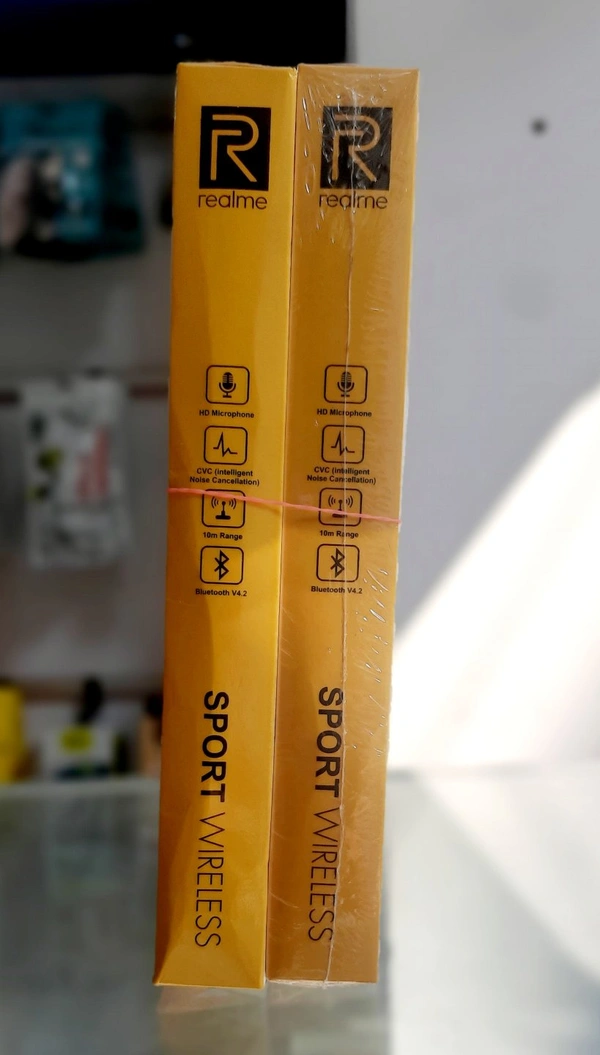 R
realme
HD Microphone
CVC (Intelligent
Noise Cancellation)
10m Range
Bluetooth V4.2
SPORT WIRELESS
R
realme
HD Microphone
CVC (Intelligent
Noise Cancellation)
10m Range
Bluetooth V4.2
SPORT WIRELESS